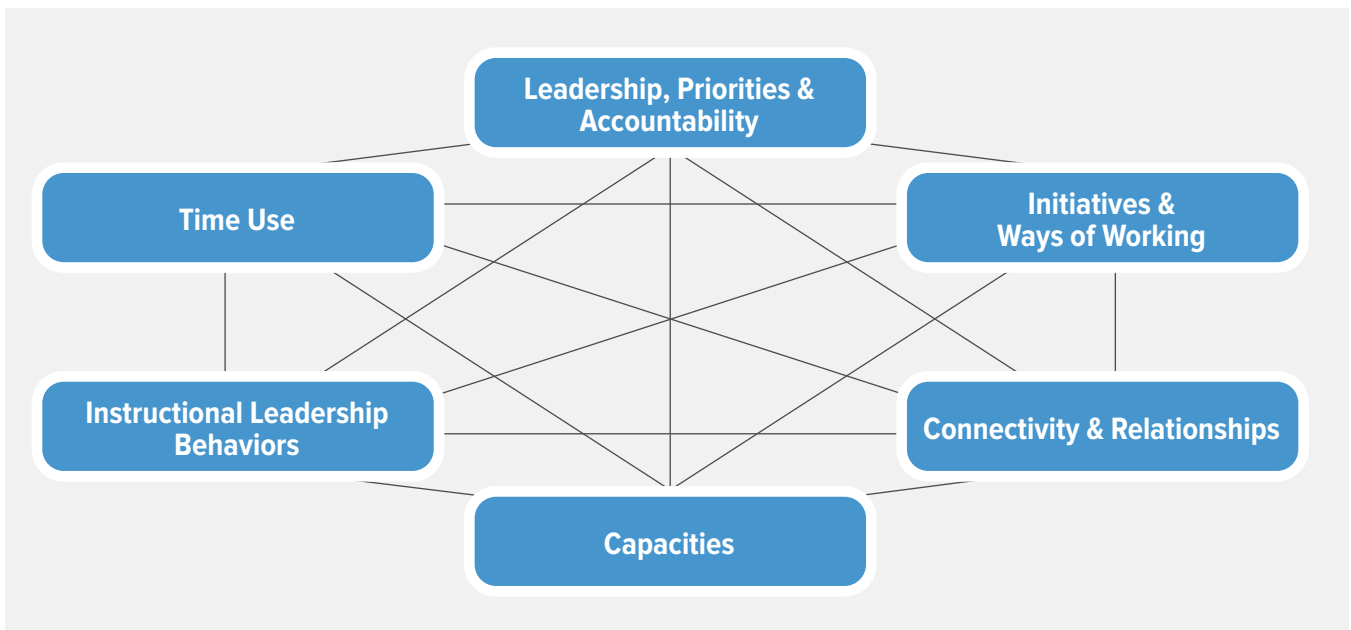 Leadership, Priorities &
Accountability
Time Use
Initiatives &
Ways of Working
Instructional Leadership
Behaviors
Connectivity & Relationships
Capacities